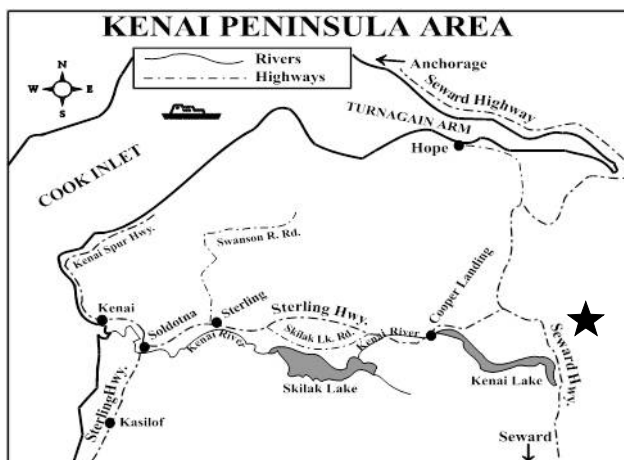 KENAI PENINSULA AREA
Rivers
Highways
N
W E
S
Anchorage
Seward Highway
TURNAGAIN ARM
Hope
COOK INLET
Kenai Spur Hwy.
Swanson R. Rd.
Kenai
Soldotna
Sterling
Sterling Hwy.
Skilak Lk. Rd.
Kenai River
Kenai River
Cooper Landing
Skilak Lake
Kenai Lake
Seward Hwy.
Sterling Hwy.
Kasilof
Seward